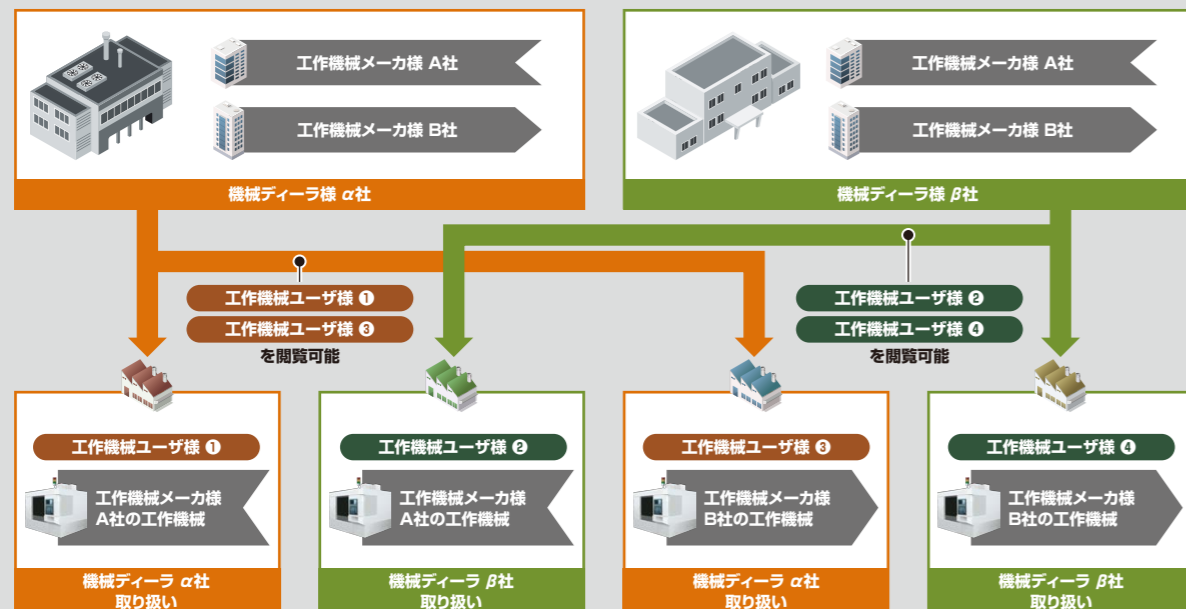 工作機械メーカ様 A社
工作機械メーカ様 B社
機械ディーラ様 α社
工作機械メーカ様 A社
工作機械メーカ様 B社
機械ディーラ様 β社
工作機械ユーザ様 ❶
工作機械ユーザ様 ❸
を閲覧可能
工作機械ユーザ様 ❷
工作機械ユーザ様 ❹
を閲覧可能
工作機械ユーザ様 ❶
工作機械メーカ様
A社の工作機械
機械ディーラ α社
取り扱い
工作機械ユーザ様 ❷
工作機械メーカ様
A社の工作機械
機械ディーラ β社
取り扱い
工作機械ユーザ様 ❸
工作機械メーカ様
B社の工作機械
機械ディーラ α社
取り扱い
工作機械ユーザ様 ❹
工作機械メーカ様
B社の工作機械
機械ディーラ β社
取り扱い